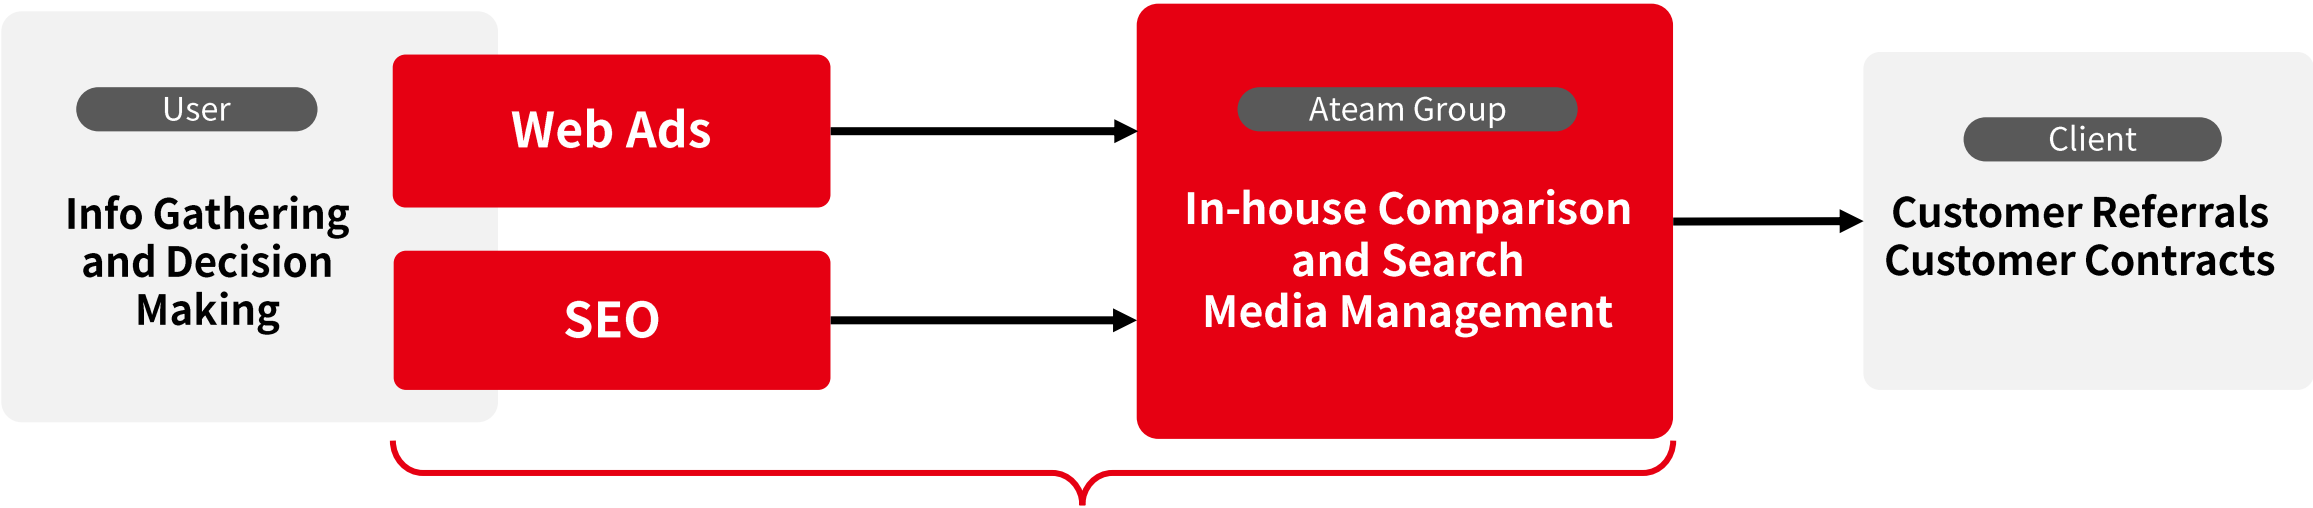 User
Info Gathering
and Decision
Making
Web Ads
SEO
Ateam Group
In-house Comparison
and Search
Media Management
Client
Customer Referrals
Customer Contracts